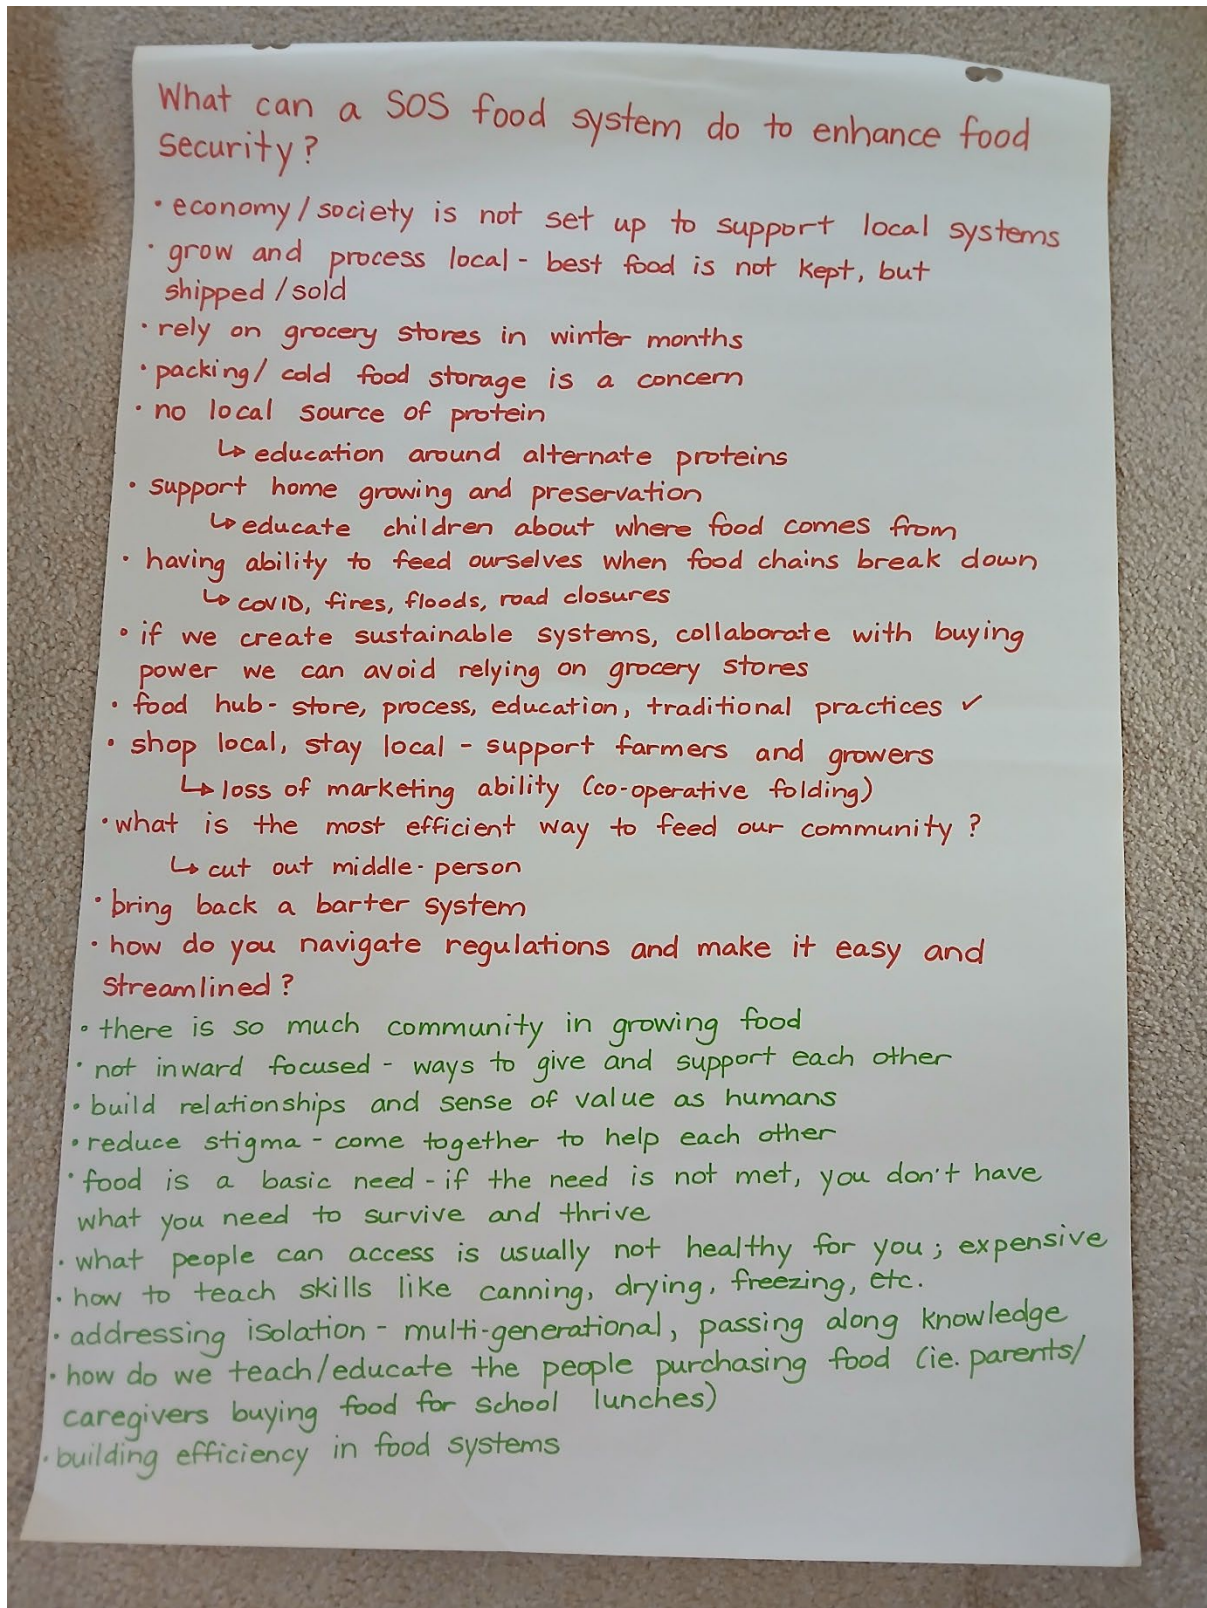 What can a SOS food system do to enhance food
security?
• economy/society is not set up to support local systems
• grow and process local - best food is not kept, but
shipped/sold
• rely on grocery stores in winter months
• packing/ cold food storage is a concern
• no local source of protein
↳ education around alternate proteins
• support home growing and preservation
↳ educate children about where food comes from
• having ability to feed ourselves when food chains break down
↳ COVID, fires, floods, road closures
• if we create sustainable systems, collaborate with buying
power we can avoid relying on grocery stores
• food hub - store, process, education, traditional practices ✓
• shop local, stay local - support farmers and growers
↳ loss of marketing ability (co-operative folding)
• what is the most efficient way to feed our community?
↳ cut out middle-person
• bring back a barter system
• how do you navigate regulations and make it easy and
streamlined?
• there is so much community in growing food
• not inward focused - ways to give and support each other
• build relationships and sense of value as humans
• reduce stigma - come together to help each other
• food is a basic need - if the need is not met, you don't have
what you need to survive and thrive
• what people can access is usually not healthy for you; expensive
• how to teach skills like canning, drying, freezing, etc.
• addressing isolation - multi-generational, passing along knowledge
• how do we teach/educate the people purchasing food (ie. parents/
caregivers buying food for school lunches)
• building efficiency in food systems